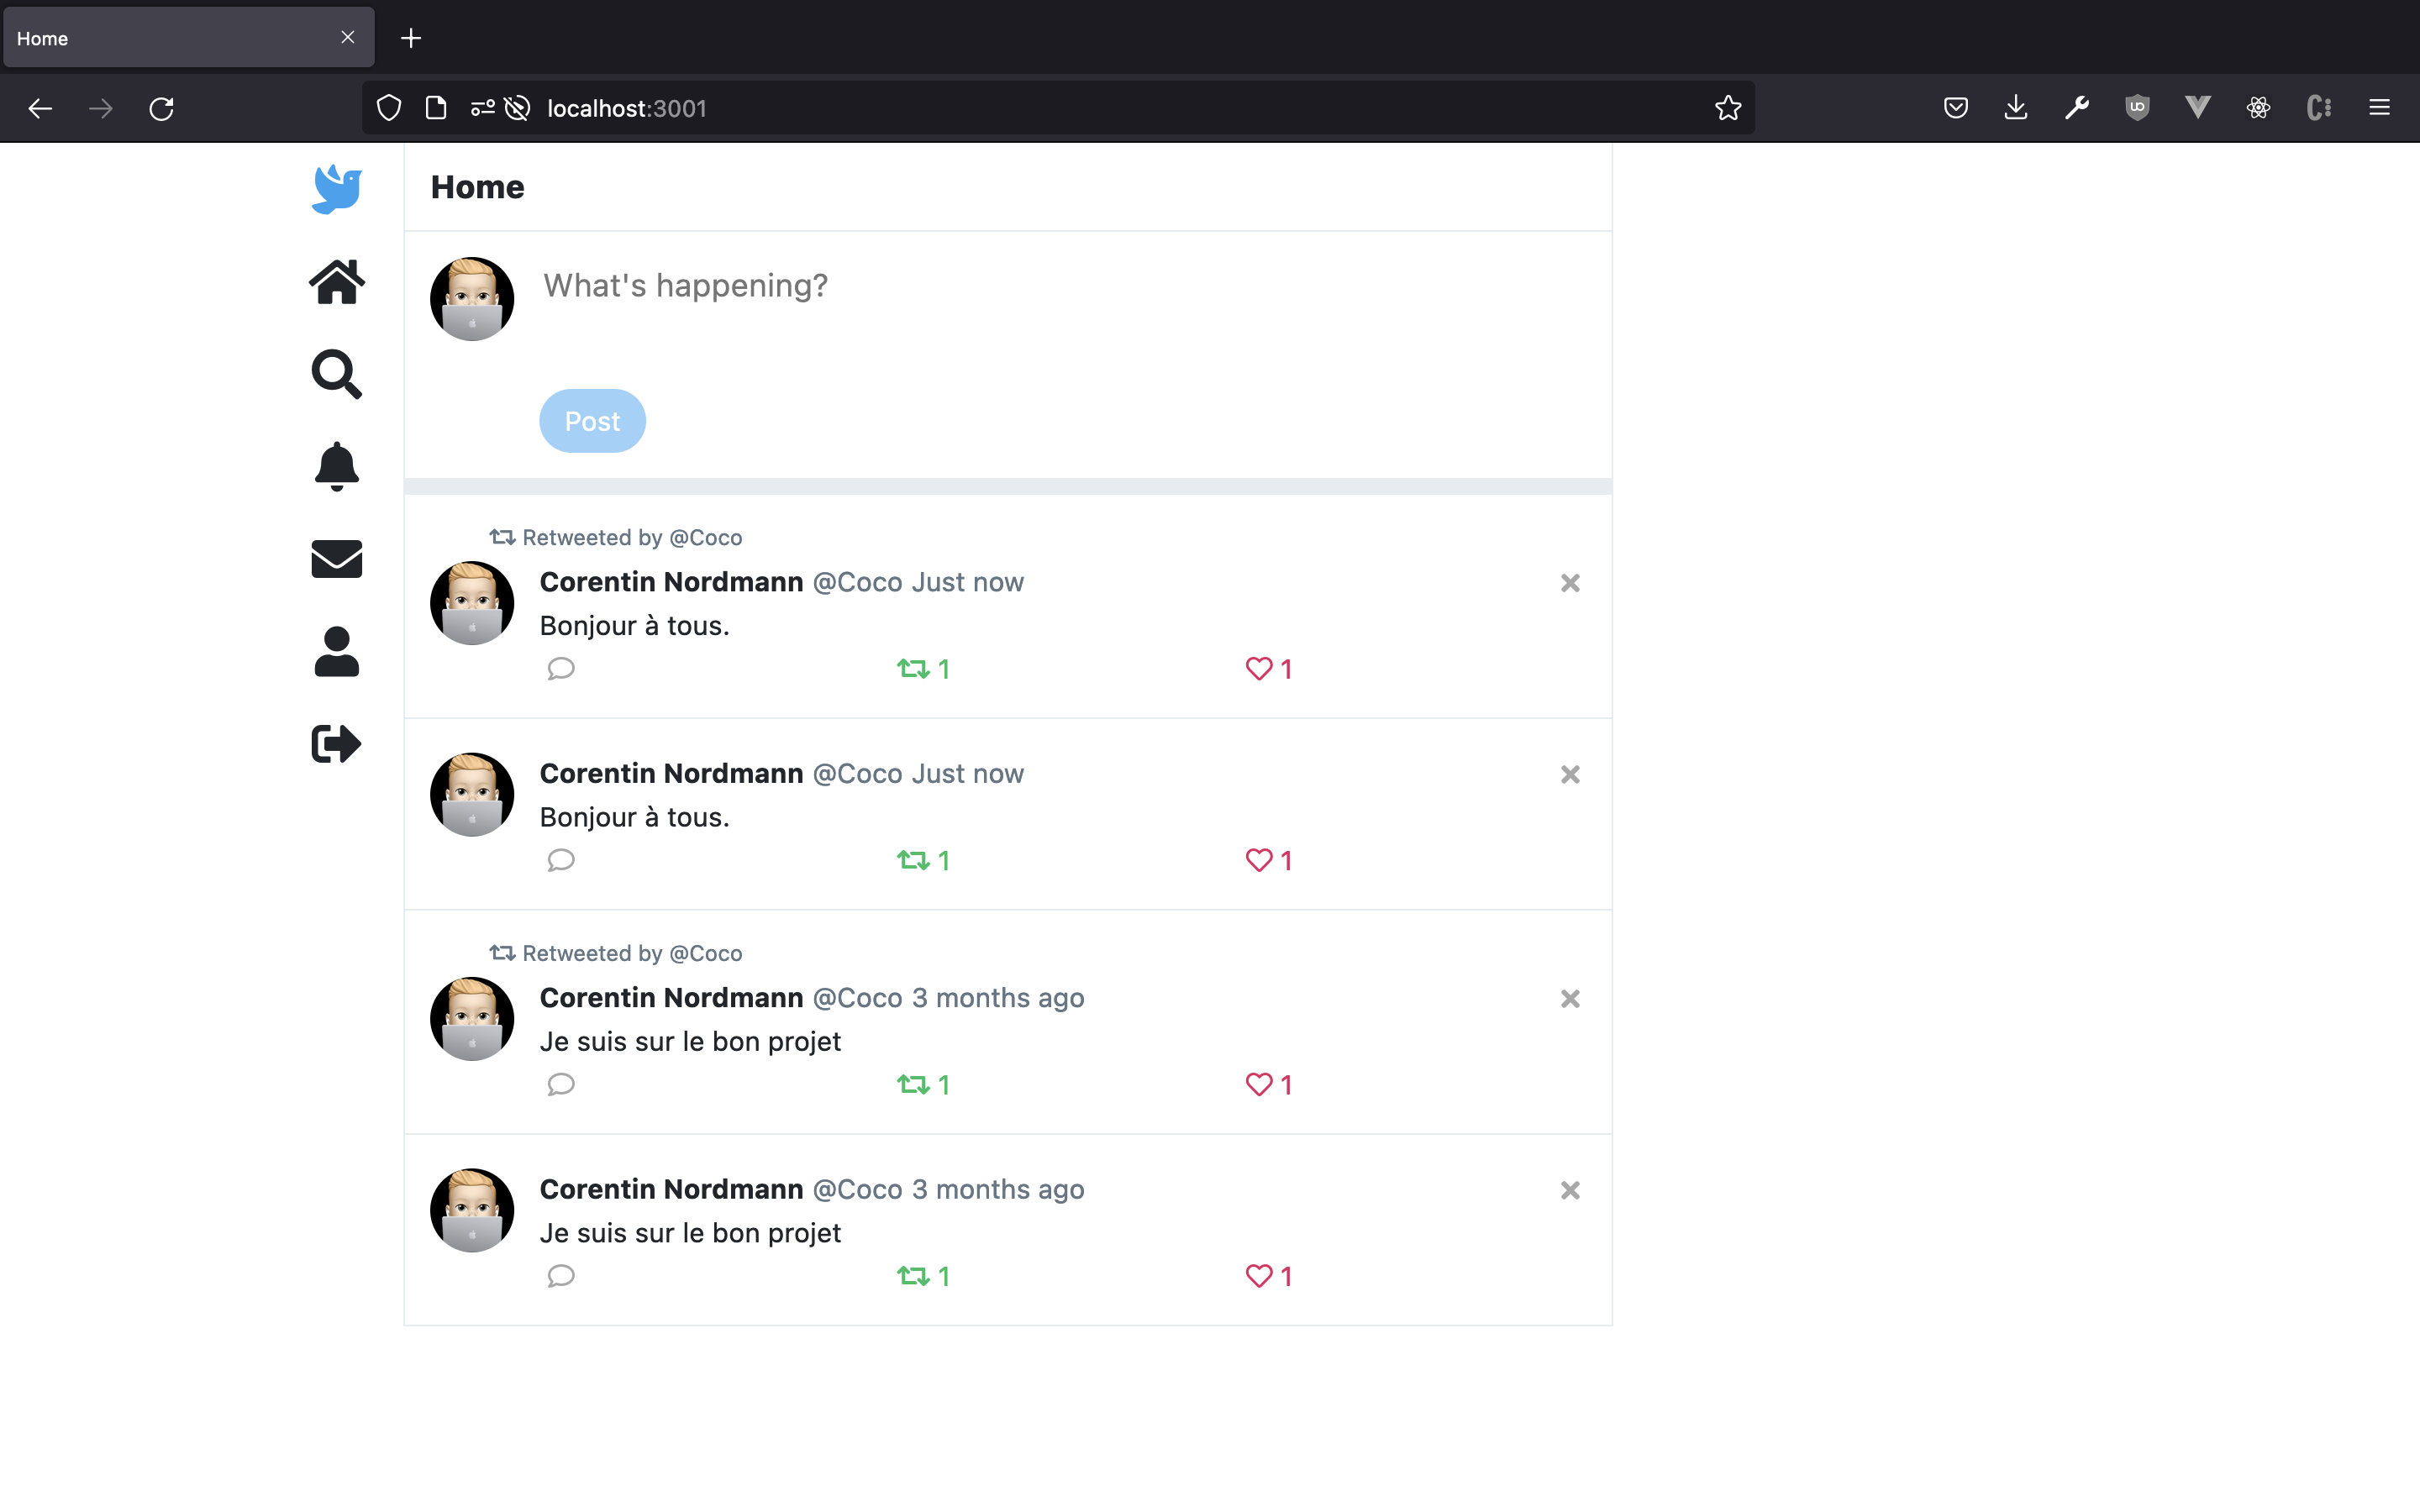 Home
localhost:3001
Home
What's happening?
Post
Retweeted by @Coco
Corentin Nordmann @Coco Just now
Bonjour à tous.
1 1
Corentin Nordmann @Coco Just now
Bonjour à tous.
1 1
Retweeted by @Coco
Corentin Nordmann @Coco 3 months ago
Je suis sur le bon projet
1 1
Corentin Nordmann @Coco 3 months ago
Je suis sur le bon projet
1 1